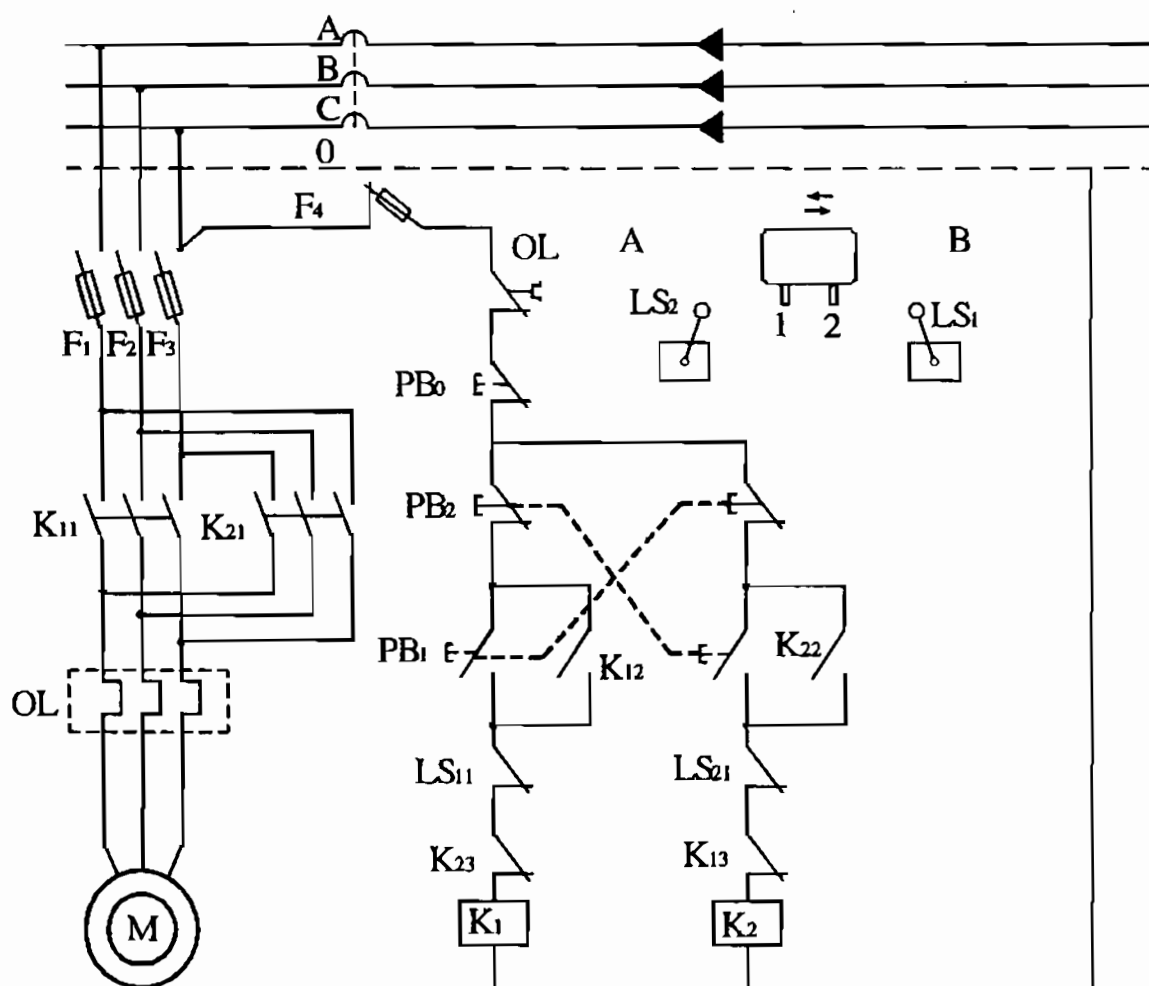 A
B
C
0
F₄
OL
A
B
LS₂
1 2
LS₁
F₁ F₂ F₃
PB₀
K₁₁
K₂₁
PB₂
PB₁
K₁₂
K₂₂
OL
LS₁₁
LS₂₁
K₂₃
K₁₃
K₁
K₂
M